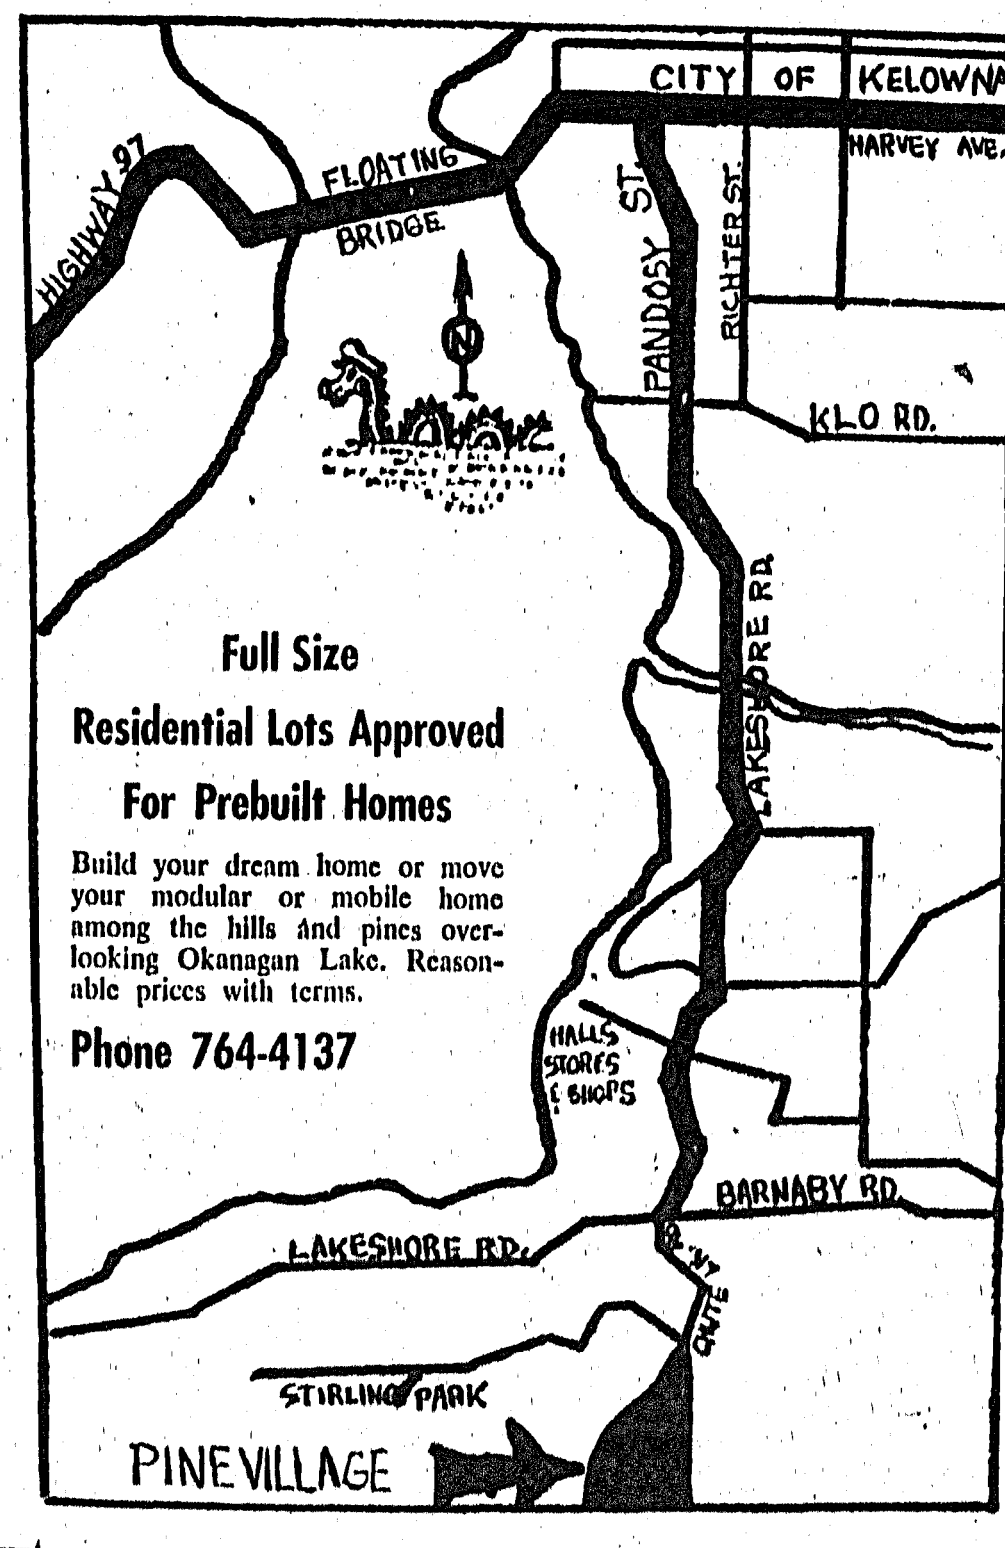 CITY OF KELOWNA
HARVEY AVE.
HIGHWAY 97
FLOATING
BRIDGE
N
PANDOSY ST.
RICHTER ST.
KLO RD.
LAKESHORE RD.
Full Size
Residential Lots Approved
For Prebuilt Homes
Build your dream home or move
your modular or mobile home
among the hills and pines over-
looking Okanagan Lake. Reason-
able prices with terms.
Phone 764-4137
HALLS
STORES
& SHOPS
BARNABY RD.
LAKESHORE RD.
STIRLING PARK
PINE VILLAGE